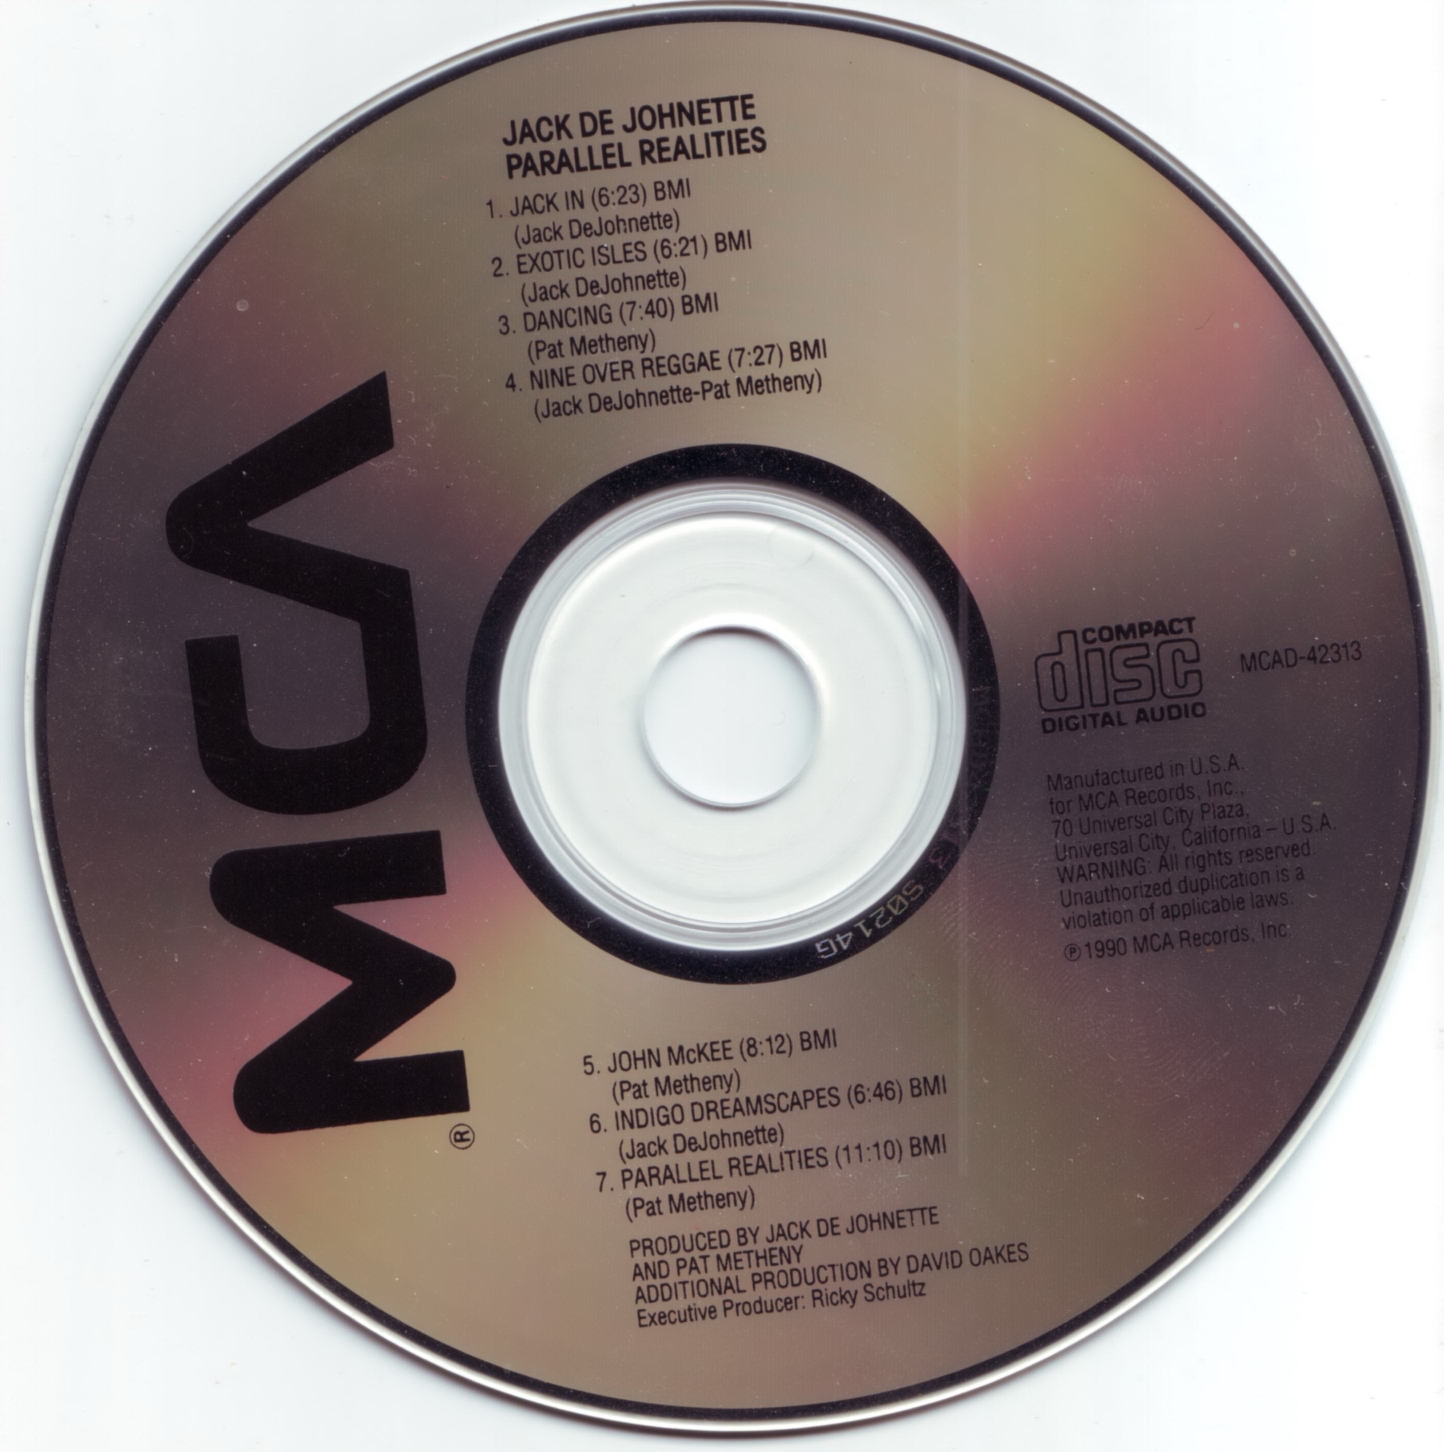 JACK DE JOHNETTE
PARALLEL REALITIES
1. JACK IN (6:23) BMI
(Jack DeJohnette)
2. EXOTIC ISLES (6:21) BMI
(Jack DeJohnette)
3. DANCING (7:40) BMI
(Pat Metheny)
4. NINE OVER REGGAE (7:27) BMI
(Jack DeJohnette-Pat Metheny)
MCA
®
COMPACT
disc
DIGITAL AUDIO
MCAD-42313
Manufactured in U.S.A.
for MCA Records, Inc.,
70 Universal City Plaza,
Universal City, California – U.S.A.
WARNING: All rights reserved.
Unauthorized duplication is a
violation of applicable laws.
℗ 1990 MCA Records, Inc.
S0214G
5. JOHN McKEE (8:12) BMI
(Pat Metheny)
6. INDIGO DREAMSCAPES (6:46) BMI
(Jack DeJohnette)
7. PARALLEL REALITIES (11:10) BMI
(Pat Metheny)
PRODUCED BY JACK DE JOHNETTE
AND PAT METHENY
ADDITIONAL PRODUCTION BY DAVID OAKES
Executive Producer: Ricky Schultz